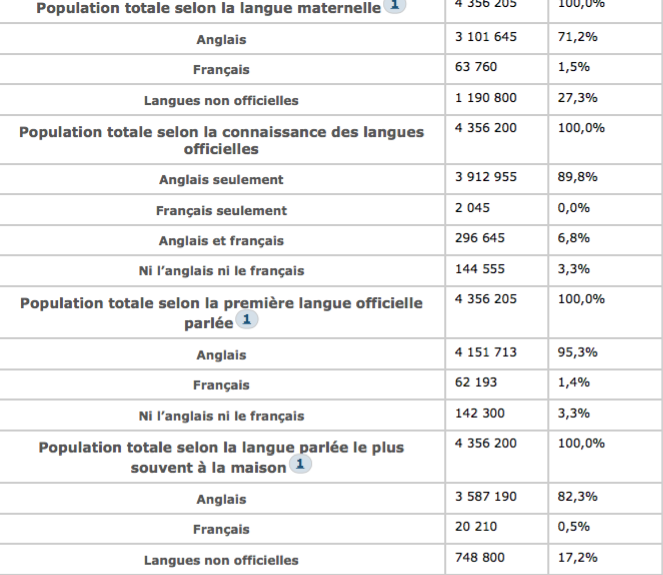 Population totale selon la langue maternelle 1 4 356 205 100,0%
Anglais 3 101 645 71,2%
Français 63 760 1,5%
Langues non officielles 1 190 800 27,3%
Population totale selon la connaissance des langues 4 356 200 100,0%
officielles
Anglais seulement 3 912 955 89,8%
Français seulement 2 045 0,0%
Anglais et français 296 645 6,8%
Ni l'anglais ni le français 144 555 3,3%
Population totale selon la première langue officielle 4 356 205 100,0%
parlée 1
Anglais 4 151 713 95,3%
Français 62 193 1,4%
Ni l'anglais ni le français 142 300 3,3%
Population totale selon la langue parlée le plus 4 356 200 100,0%
souvent à la maison 1
Anglais 3 587 190 82,3%
Français 20 210 0,5%
Langues non officielles 748 800 17,2%